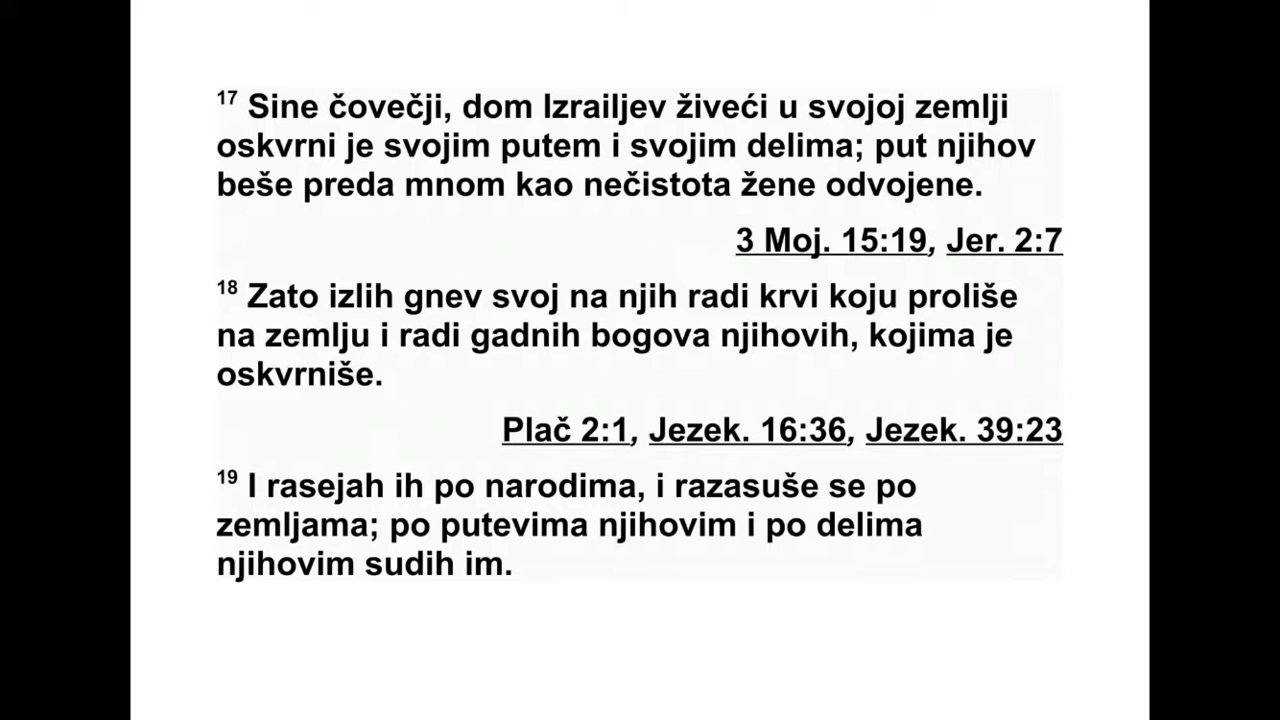 17 Sine čovečji, dom Izrailjev živeći u svojoj zemlji
oskvrni je svojim putem i svojim delima; put njihov
beše preda mnom kao nečistota žene odvojene.
3 Moj. 15:19, Jer. 2:7
18 Zato izlih gnev svoj na njih radi krvi koju proliše
na zemlju i radi gadnih bogova njihovih, kojima je
oskvrniše.
Plač 2:1, Jezek. 16:36, Jezek. 39:23
19 I rasejah ih po narodima, i razasuše se po
zemljama; po putevima njihovim i po delima
njihovim sudih im.